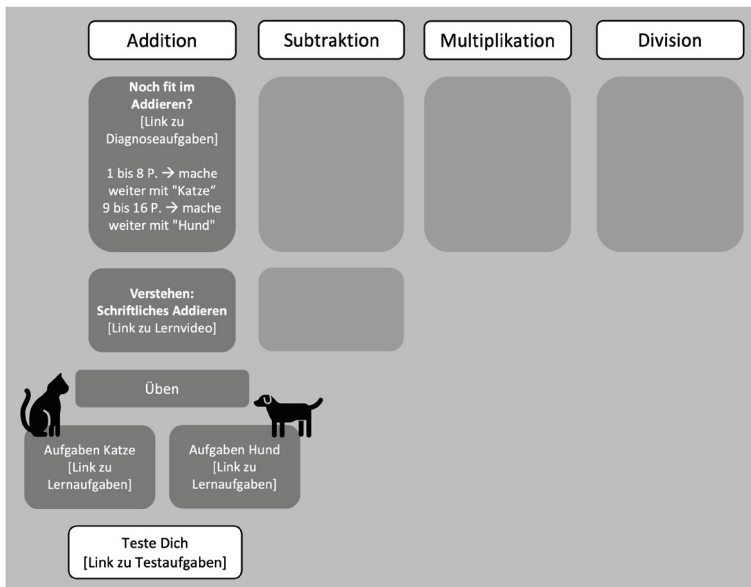 Addition
Subtraktion
Multiplikation
Division
Noch fit im
Addieren?
[Link zu
Diagnoseaufgaben]
1 bis 8 P. → mache
weiter mit "Katze“
9 bis 16 P. → mache
weiter mit "Hund"
Verstehen:
Schriftliches Addieren
[Link zu Lernvideo]
Üben
Aufgaben Katze
[Link zu
Lernaufgaben]
Aufgaben Hund
[Link zu
Lernaufgaben]
Teste Dich
[Link zu Testaufgaben]